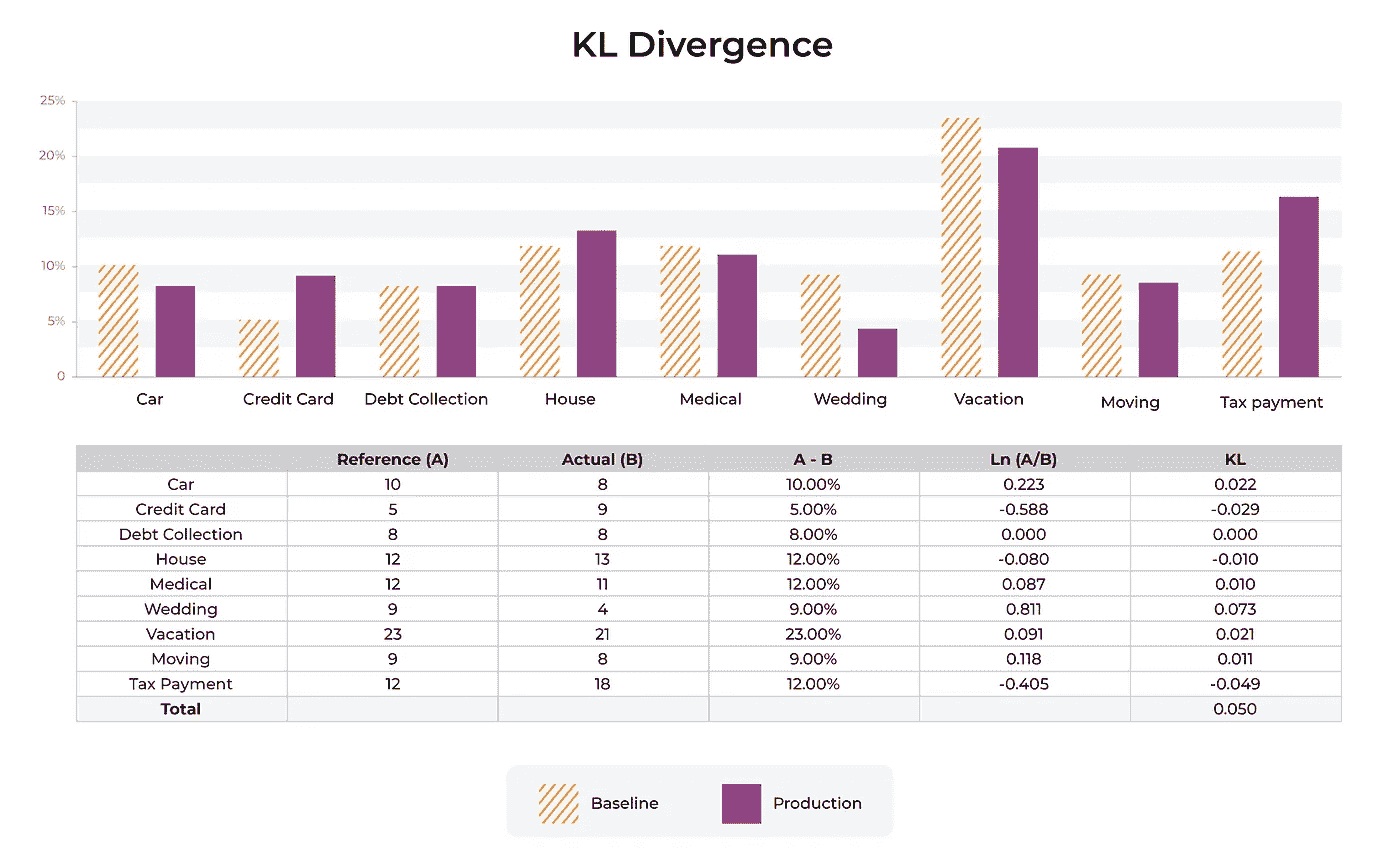 KL Divergence
25%
20%
15%
10%
5%
0
Car Credit Card Debt Collection House Medical Wedding Vacation Moving Tax payment
Reference (A) Actual (B) A - B Ln (A/B) KL
Car 10 8 10.00% 0.223 0.022
Credit Card 5 9 5.00% -0.588 -0.029
Debt Collection 8 8 8.00% 0.000 0.000
House 12 13 12.00% -0.080 -0.010
Medical 12 11 12.00% 0.087 0.010
Wedding 9 4 9.00% 0.811 0.073
Vacation 23 21 23.00% 0.091 0.021
Moving 9 8 9.00% 0.118 0.011
Tax Payment 12 18 12.00% -0.405 -0.049
Total 0.050
Baseline Production